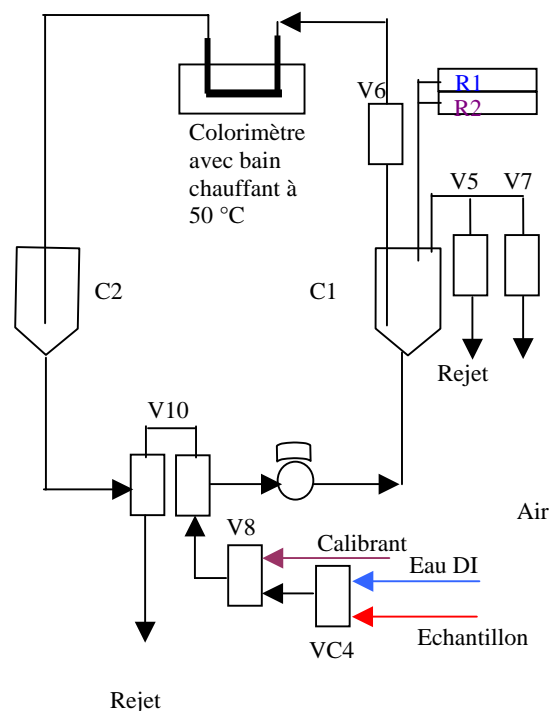 R1
V6
R2
Colorimètre
avec bain
chauffant à
50 °C
V5
V7
C2
C1
Rejet
V10
Air
V8
Calibrant
Eau DI
Echantillon
VC4
Rejet